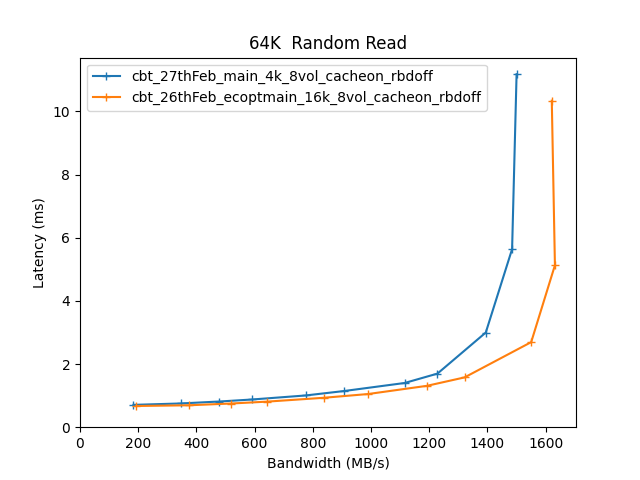 64K  Random Read
cbt_27thFeb_main_4k_8vol_cacheon_rbdoff
cbt_26thFeb_ecoptmain_16k_8vol_cacheon_rbdoff
Latency (ms)
10
8
6
4
2
0
0 200 400 600 800 1000 1200 1400 1600
Bandwidth (MB/s)